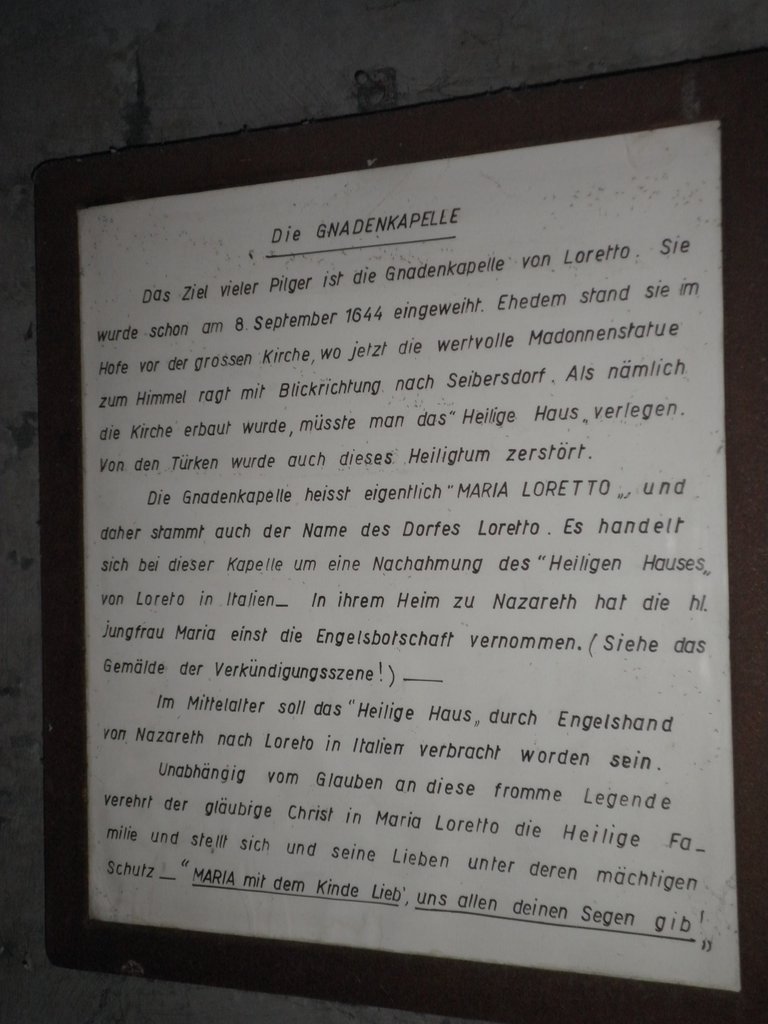 Die GNADENKAPELLE
Das Ziel vieler Pilger ist die Gnadenkapelle von Loretto. Sie
wurde schon am 8. September 1644 eingeweiht. Ehedem stand sie im
Hofe vor der grossen Kirche, wo jetzt die wertvolle Madonnenstatue
zum Himmel ragt mit Blickrichtung nach Seibersdorf. Als nämlich
die Kirche erbaut wurde, müsste man das "Heilige Haus„ verlegen.
Von den Türken wurde auch dieses Heiligtum zerstört.
Die Gnadenkapelle heisst eigentlich "MARIA LORETTO„, und
daher stammt auch der Name des Dorfes Loretto. Es handelt
sich bei dieser Kapelle um eine Nachahmung des "Heiligen Hauses„
von Loreto in Italien_ In ihrem Heim zu Nazareth hat die hl.
Jungfrau Maria einst die Engelsbotschaft vernommen. (Siehe das
Gemälde der Verkündigungsszene!) __
Im Mittelalter soll das "Heilige Haus„ durch Engelshand
von Nazareth nach Loreto in Italien verbracht worden sein.
Unabhängig vom Glauben an diese fromme Legende
verehrt der gläubige Christ in Maria Loretto die Heilige Fa_
milie und stellt sich und seine Lieben unter deren mächtigen
Schutz_ "MARIA mit dem Kinde Lieb', uns allen deinen Segen gib!„